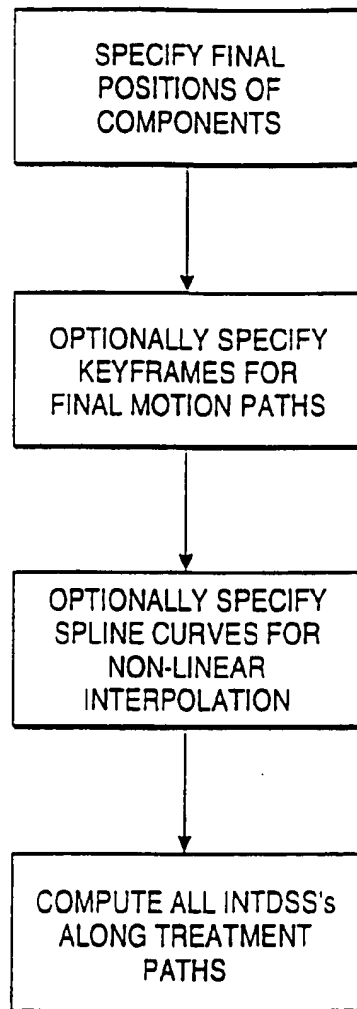 SPECIFY FINAL
POSITIONS OF
COMPONENTS
OPTIONALLY SPECIFY
KEYFRAMES FOR
FINAL MOTION PATHS
OPTIONALLY SPECIFY
SPLINE CURVES FOR
NON-LINEAR
INTERPOLATION
COMPUTE ALL INTDSS's
ALONG TREATMENT
PATHS